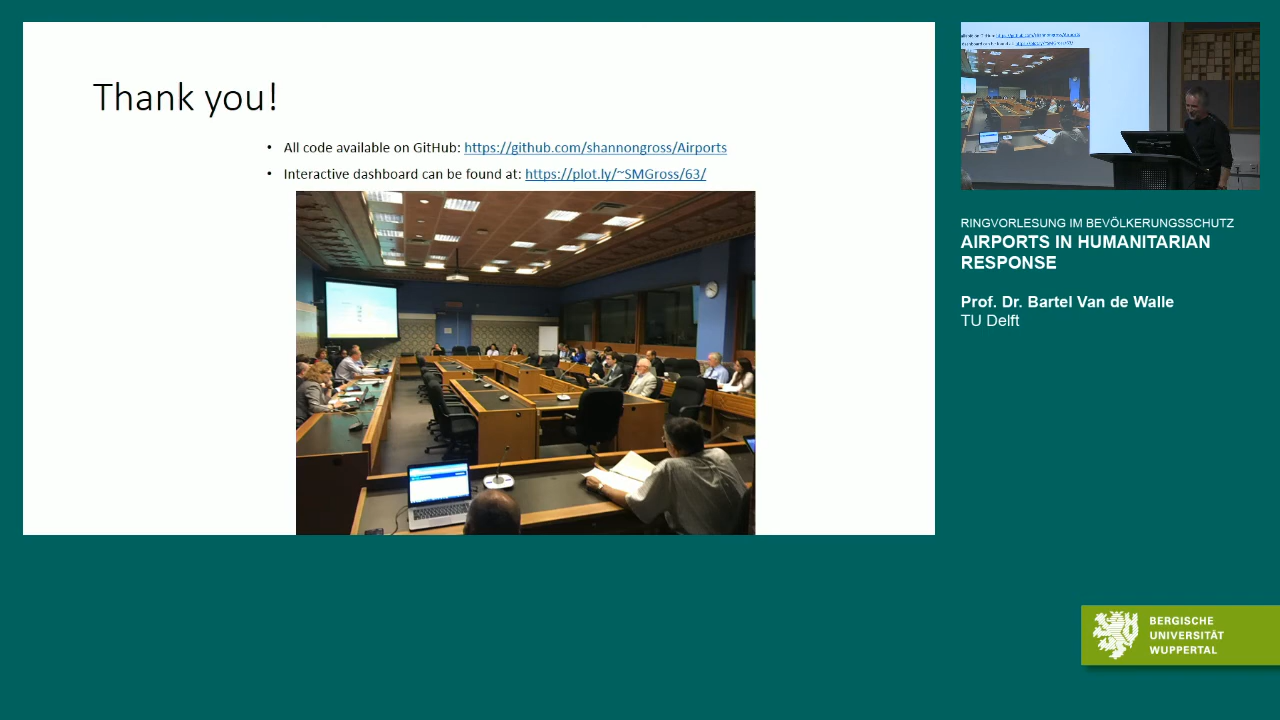 Thank you!
• All code available on GitHub: https://github.com/shannongross/Airports
• Interactive dashboard can be found at: https://plot.ly/~SMGross/63/
RINGVORLESUNG IM BEVÖLKERUNGSSCHUTZ
AIRPORTS IN HUMANITARIAN
RESPONSE
Prof. Dr. Bartel Van de Walle
TU Delft
BERGISCHE
UNIVERSITÄT
WUPPERTAL